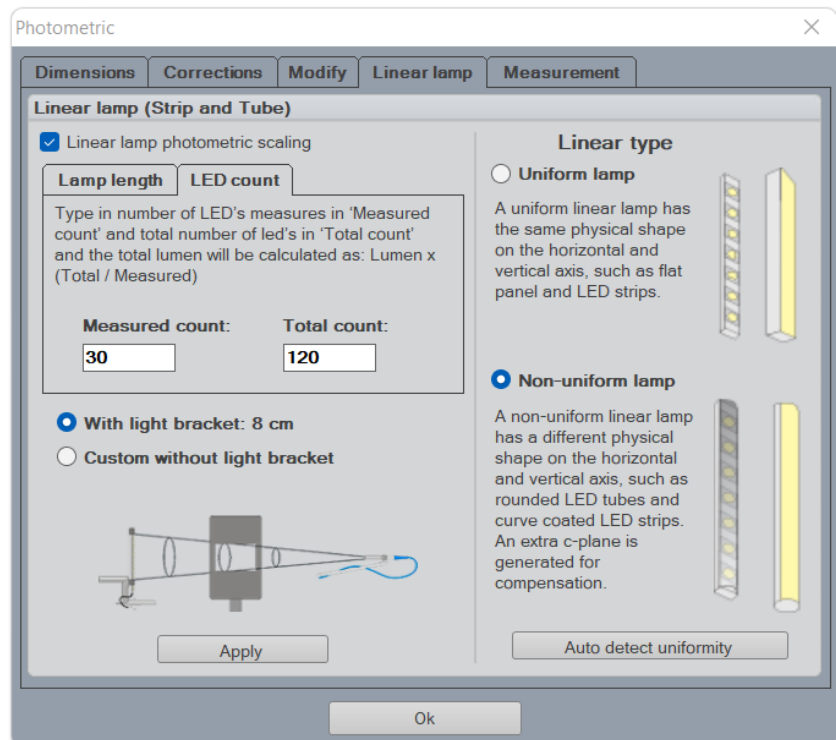 Photometric
Dimensions
Corrections
Modify
Linear lamp
Measurement
Linear lamp (Strip and Tube)
Linear lamp photometric scaling
Lamp length
LED count
Type in number of LED's measures in 'Measured
count' and total number of led's in 'Total count'
and the total lumen will be calculated as: Lumen x
(Total / Measured)
Measured count:
Total count:
30
120
With light bracket: 8 cm
Custom without light bracket
Apply
Linear type
Uniform lamp
A uniform linear lamp has
the same physical shape
on the horizontal and
vertical axis, such as flat
panel and LED strips.
Non-uniform lamp
A non-uniform linear lamp
has a different physical
shape on the horizontal
and vertical axis, such as
rounded LED tubes and
curve coated LED strips.
An extra c-plane is
generated for
compensation.
Auto detect uniformity
Ok